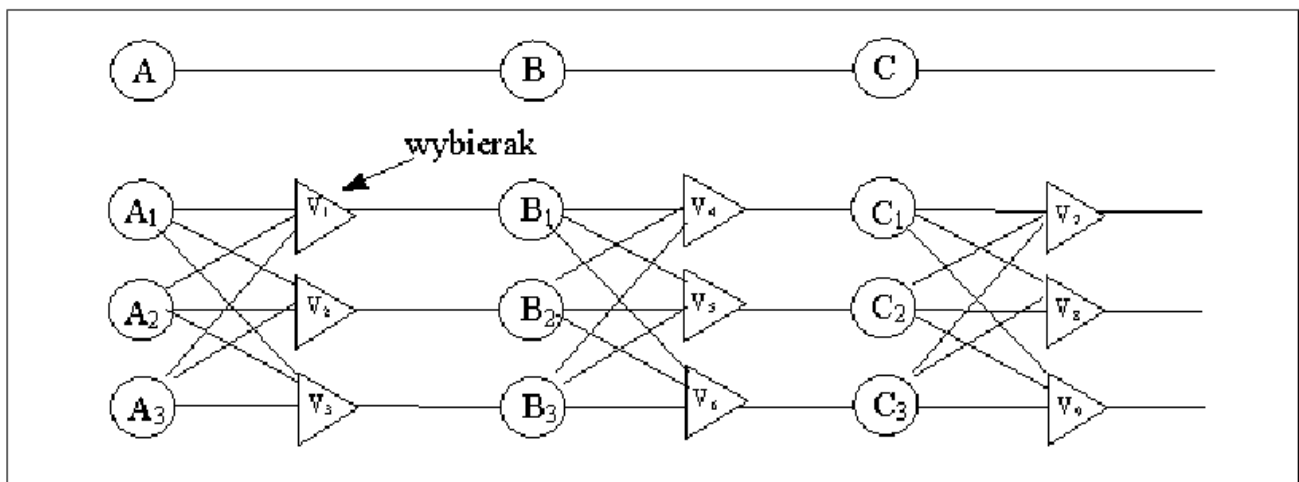 A B C
wybierak
A1 V1 B1 V4 C1 V7
A2 V2 B2 V5 C2 V8
A3 V3 B3 V6 C3 V9